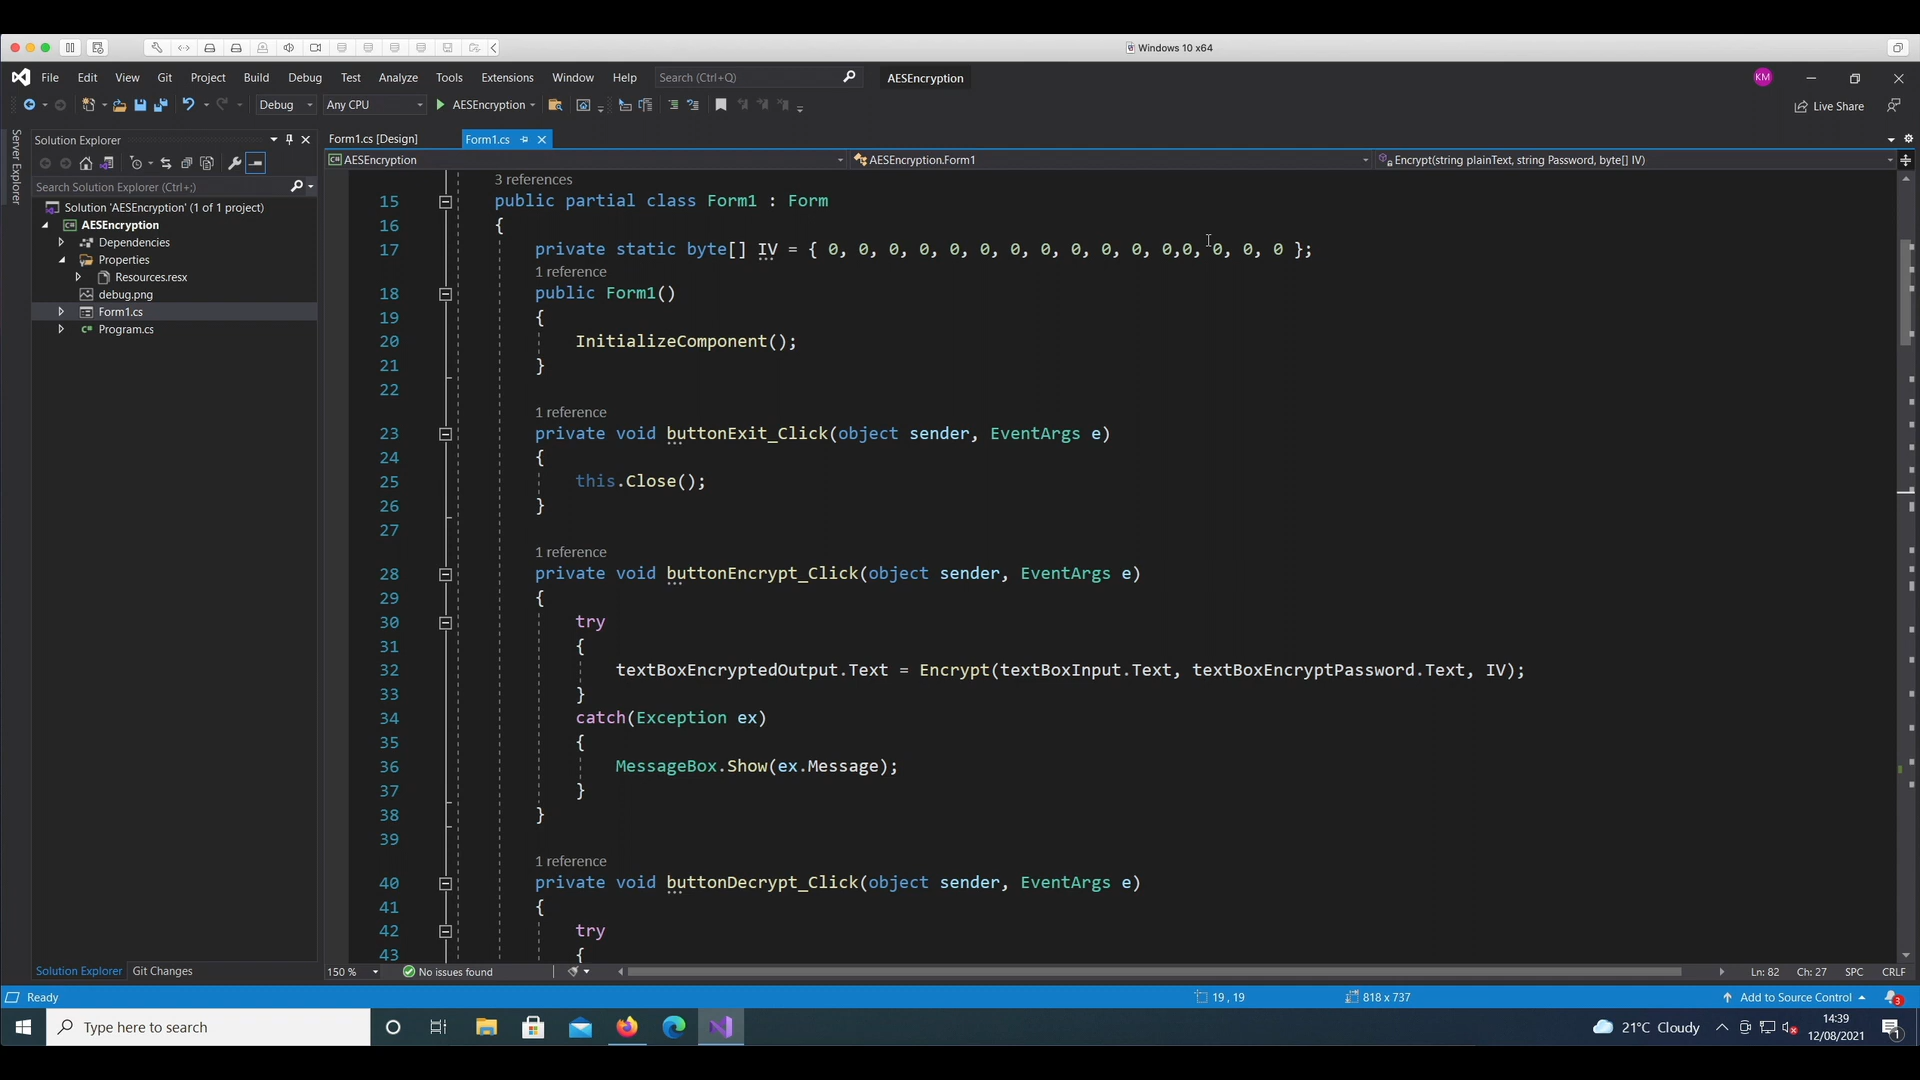 Windows 10 x64
File Edit View Git Project Build Debug Test Analyze Tools Extensions Window Help Search (Ctrl+Q) AESEncryption KM
Debug Any CPU AESEncryption Live Share
Server Explorer
Solution Explorer
Search Solution Explorer (Ctrl+;)
Solution 'AESEncryption' (1 of 1 project)
AESEncryption
Dependencies
Properties
Resources.resx
debug.png
Form1.cs
Program.cs
Solution Explorer Git Changes
Form1.cs [Design] Form1.cs
AESEncryption AESEncryption.Form1 Encrypt(string plainText, string Password, byte[] IV)
3 references
15 public partial class Form1 : Form
16 {
17 private static byte[] IV = { 0, 0, 0, 0, 0, 0, 0, 0, 0, 0, 0, 0,0, 0, 0, 0 };
1 reference
18 public Form1()
19 {
20 InitializeComponent();
21 }
22
1 reference
23 private void buttonExit_Click(object sender, EventArgs e)
24 {
25 this.Close();
26 }
27
1 reference
28 private void buttonEncrypt_Click(object sender, EventArgs e)
29 {
30 try
31 {
32 textBoxEncryptedOutput.Text = Encrypt(textBoxInput.Text, textBoxEncryptPassword.Text, IV);
33 }
34 catch(Exception ex)
35 {
36 MessageBox.Show(ex.Message);
37 }
38 }
39
1 reference
40 private void buttonDecrypt_Click(object sender, EventArgs e)
41 {
42 try
43 {
150 % No issues found Ln: 82 Ch: 27 SPC CRLF
Ready 19 , 19 818 x 737 Add to Source Control 3
Type here to search 21°C Cloudy 14:39
12/08/2021 1